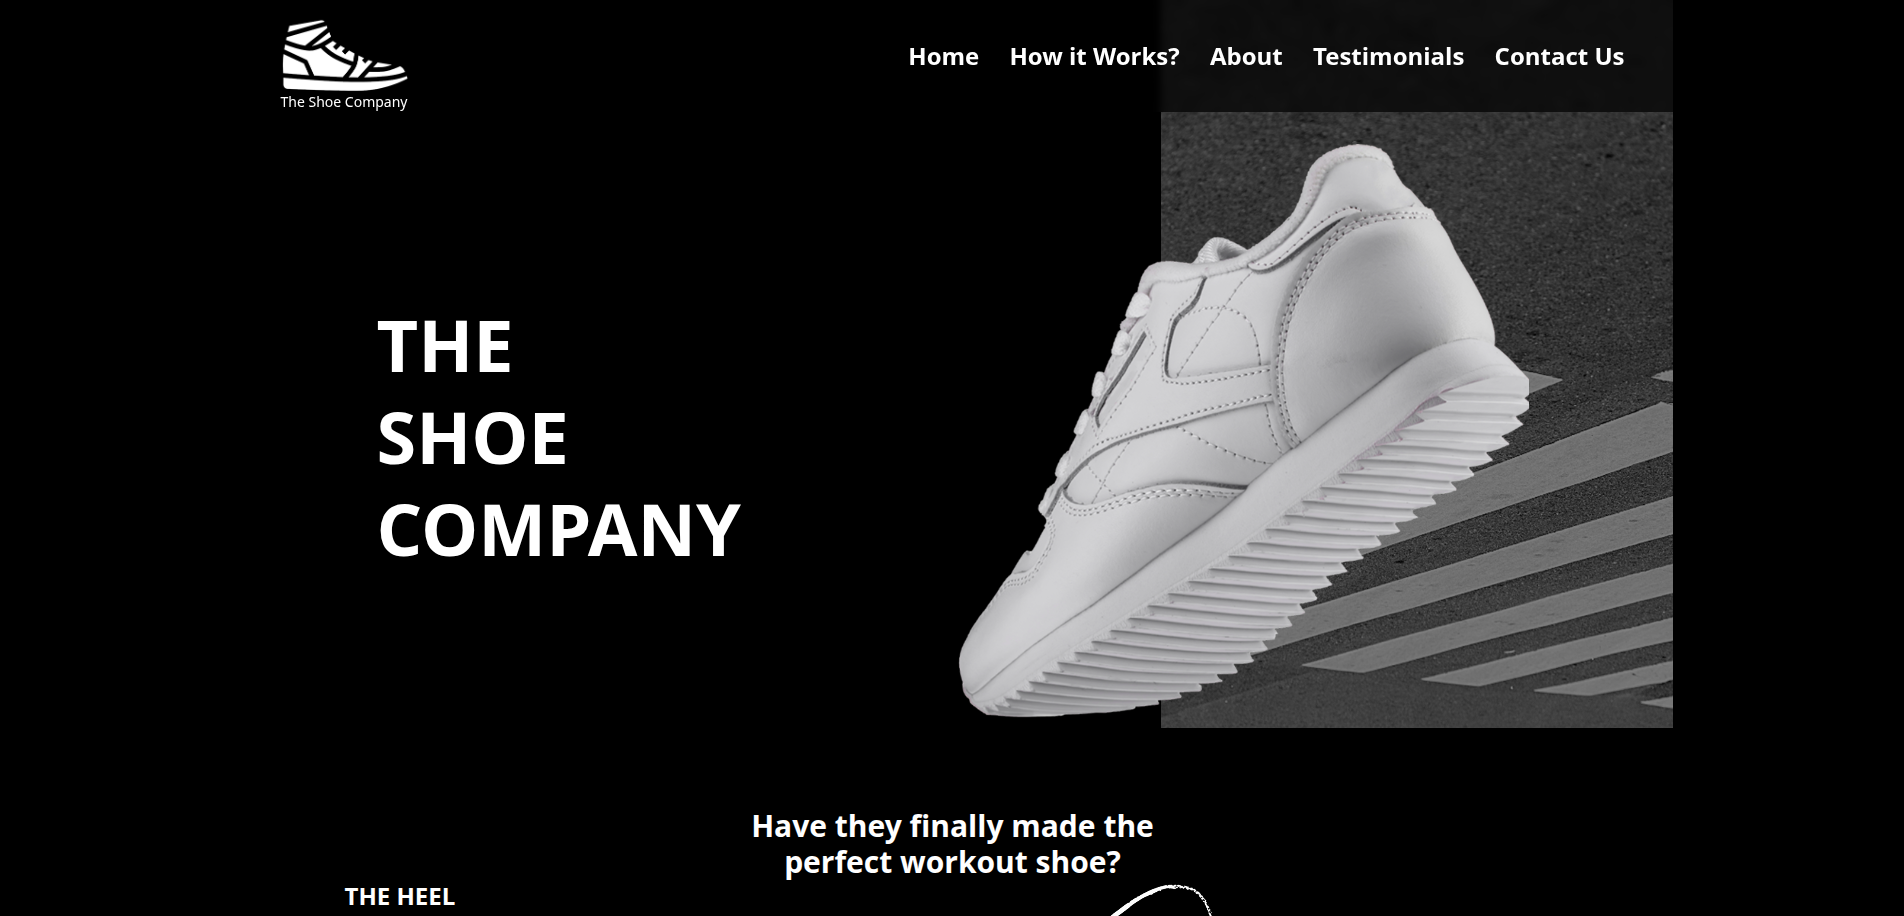 The Shoe Company
Home How it Works? About Testimonials Contact Us
THE
SHOE
COMPANY
Have they finally made the
perfect workout shoe?
THE HEEL